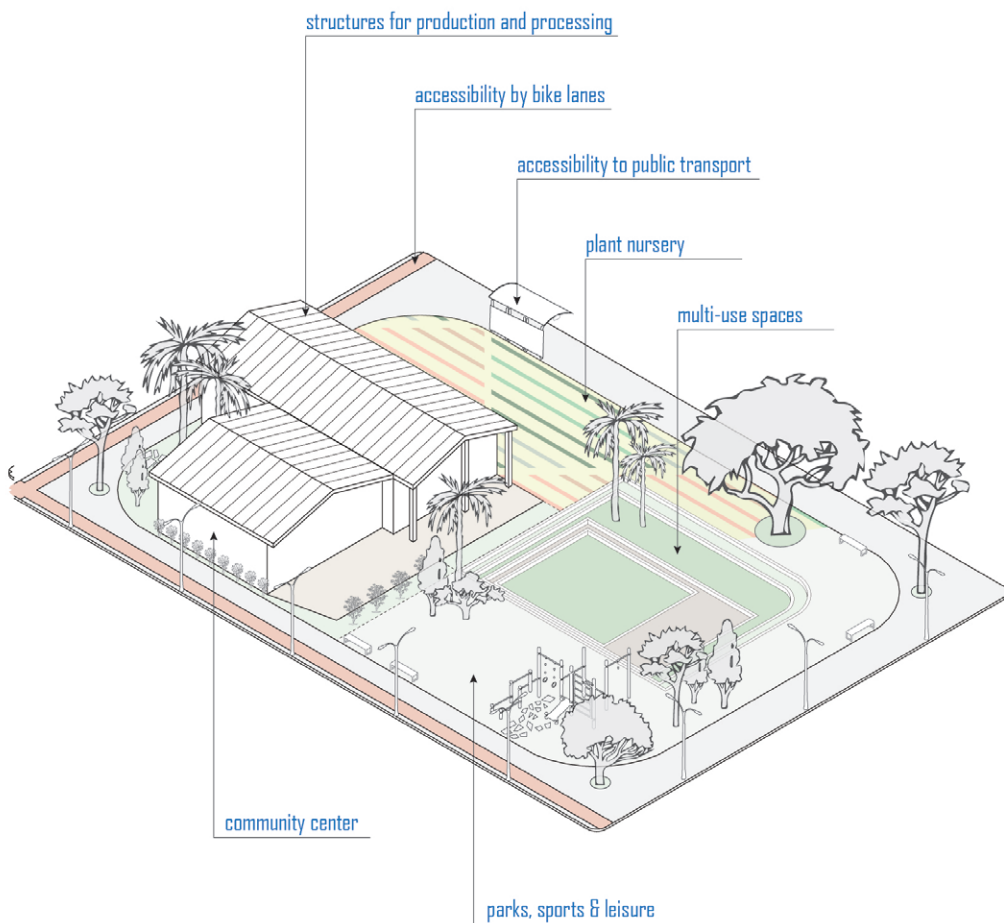 structures for production and processing
accessibility by bike lanes
accessibility to public transport
plant nursery
multi-use spaces
community center
parks, sports & leisure